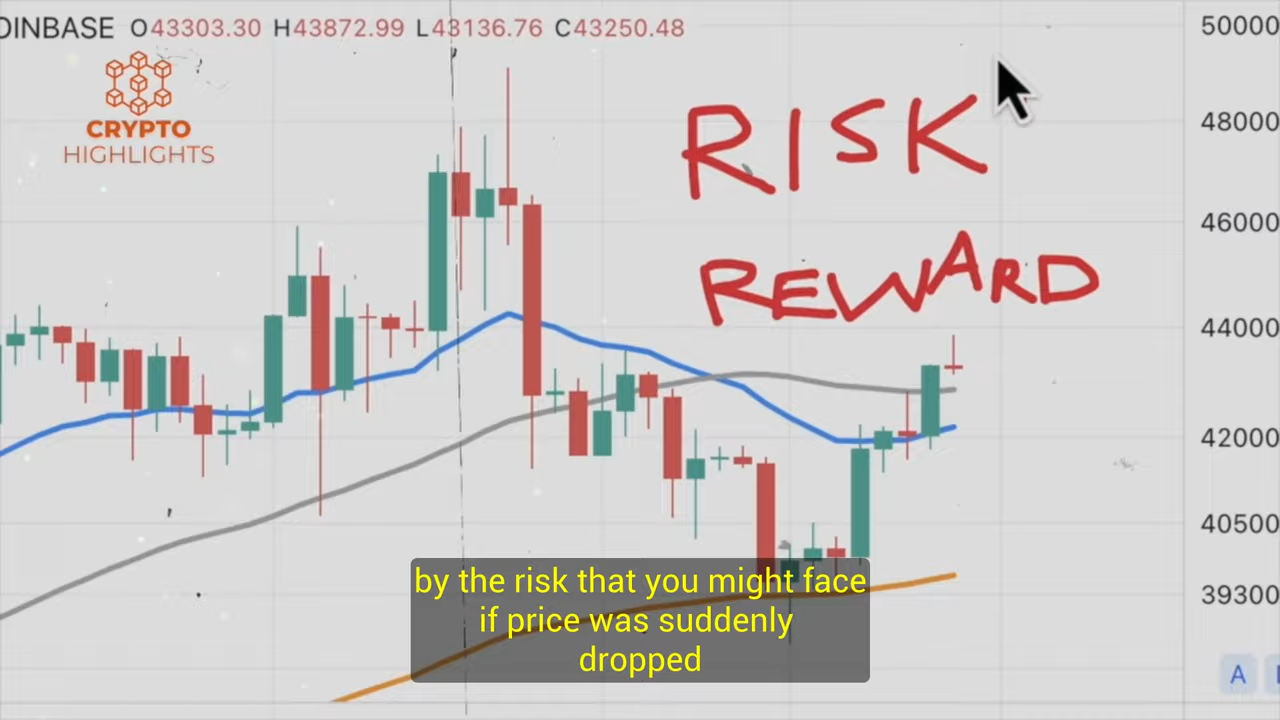 OINBASE O43303.30 H43872.99 L43136.76 C43250.48
CRYPTO
HIGHLIGHTS
RISK
REWARD
50000
48000
46000
44000
42000
40500
39300
A
by the risk that you might face
if price was suddenly
dropped